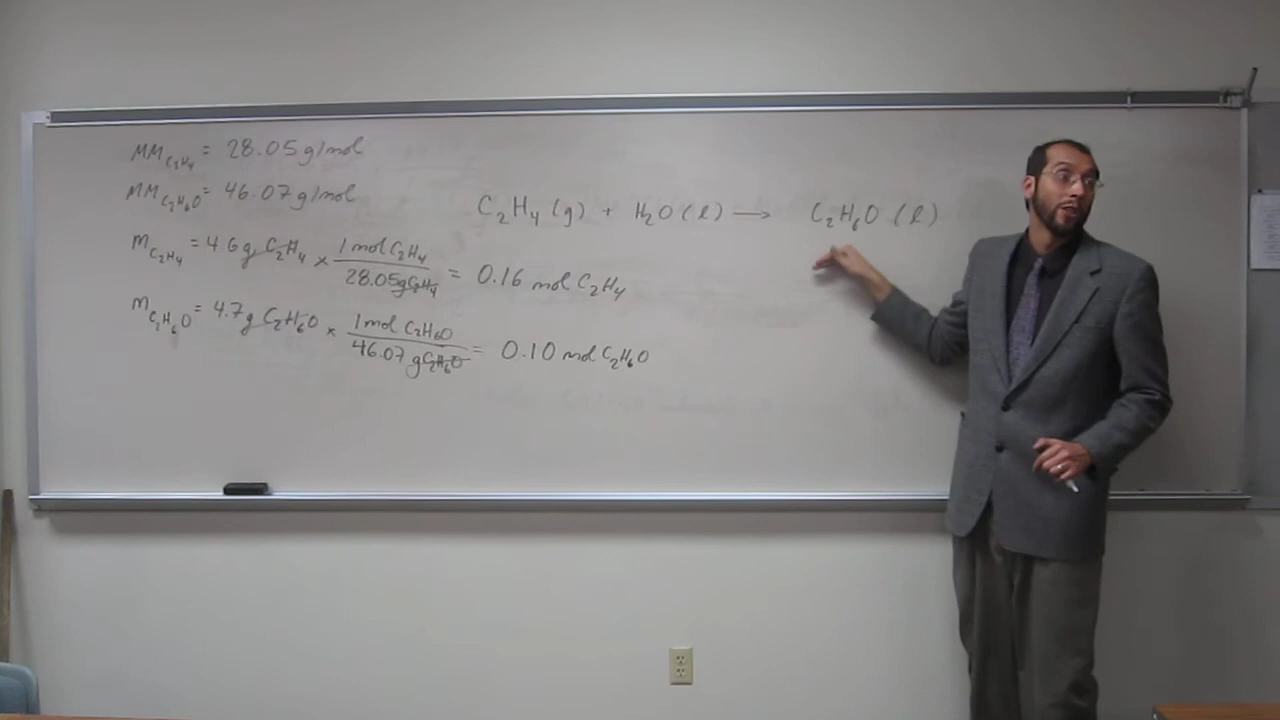 MM C₂H₄ = 28.05 g/mol
MM C₂H₆O = 46.07 g/mol
C₂H₄ (g) + H₂O (l) → C₂H₆O (l)
m C₂H₄ = 4.6 g C₂H₄ × 1 mol C₂H₄ / 28.05 g C₂H₄ = 0.16 mol C₂H₄
m C₂H₆O = 4.7 g C₂H₆O × 1 mol C₂H₆O / 46.07 g C₂H₆O = 0.10 mol C₂H₆O